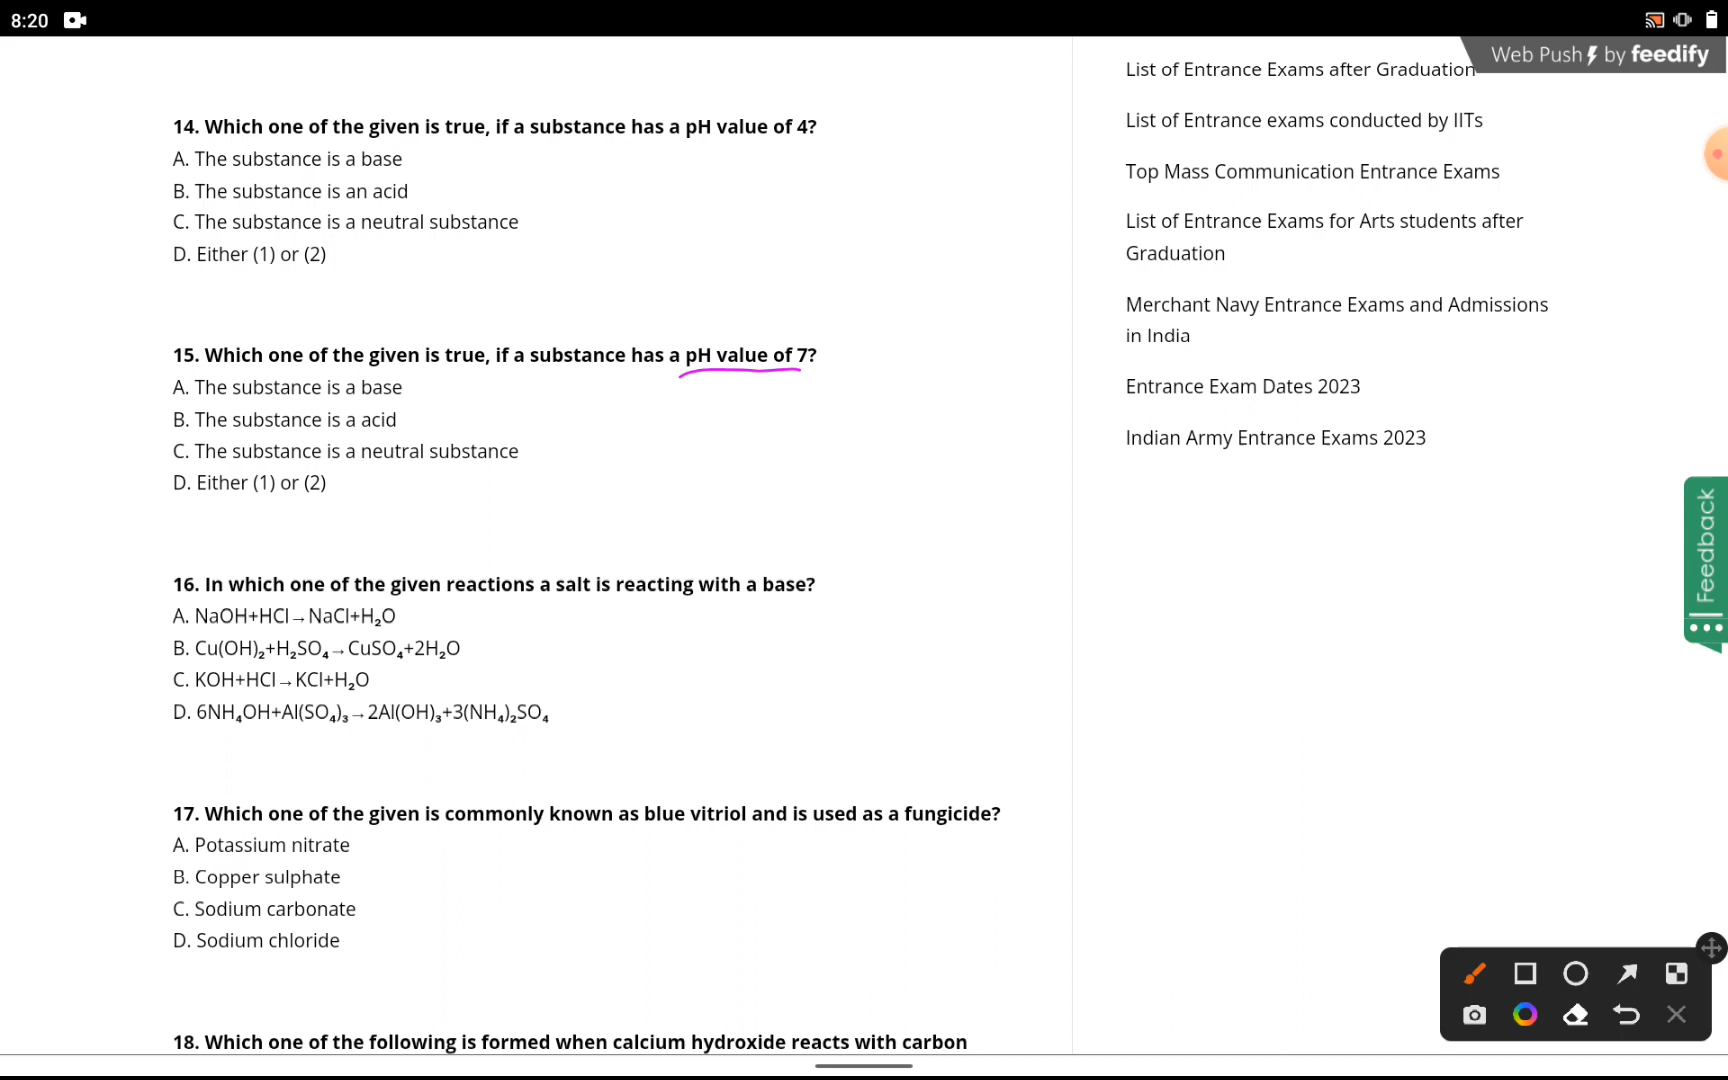 8:20
Web Push by feedify
14. Which one of the given is true, if a substance has a pH value of 4?
A. The substance is a base
B. The substance is an acid
C. The substance is a neutral substance
D. Either (1) or (2)
15. Which one of the given is true, if a substance has a pH value of 7?
A. The substance is a base
B. The substance is a acid
C. The substance is a neutral substance
D. Either (1) or (2)
16. In which one of the given reactions a salt is reacting with a base?
A. NaOH+HCl→NaCl+H₂O
B. Cu(OH)₂+H₂SO₄→CuSO₄+2H₂O
C. KOH+HCl→KCl+H₂O
D. 6NH₄OH+Al(SO₄)₃→2Al(OH)₃+3(NH₄)₂SO₄
17. Which one of the given is commonly known as blue vitriol and is used as a fungicide?
A. Potassium nitrate
B. Copper sulphate
C. Sodium carbonate
D. Sodium chloride
18. Which one of the following is formed when calcium hydroxide reacts with carbon
List of Entrance Exams after Graduation
List of Entrance exams conducted by IITs
Top Mass Communication Entrance Exams
List of Entrance Exams for Arts students after
Graduation
Merchant Navy Entrance Exams and Admissions
in India
Entrance Exam Dates 2023
Indian Army Entrance Exams 2023
Feedback